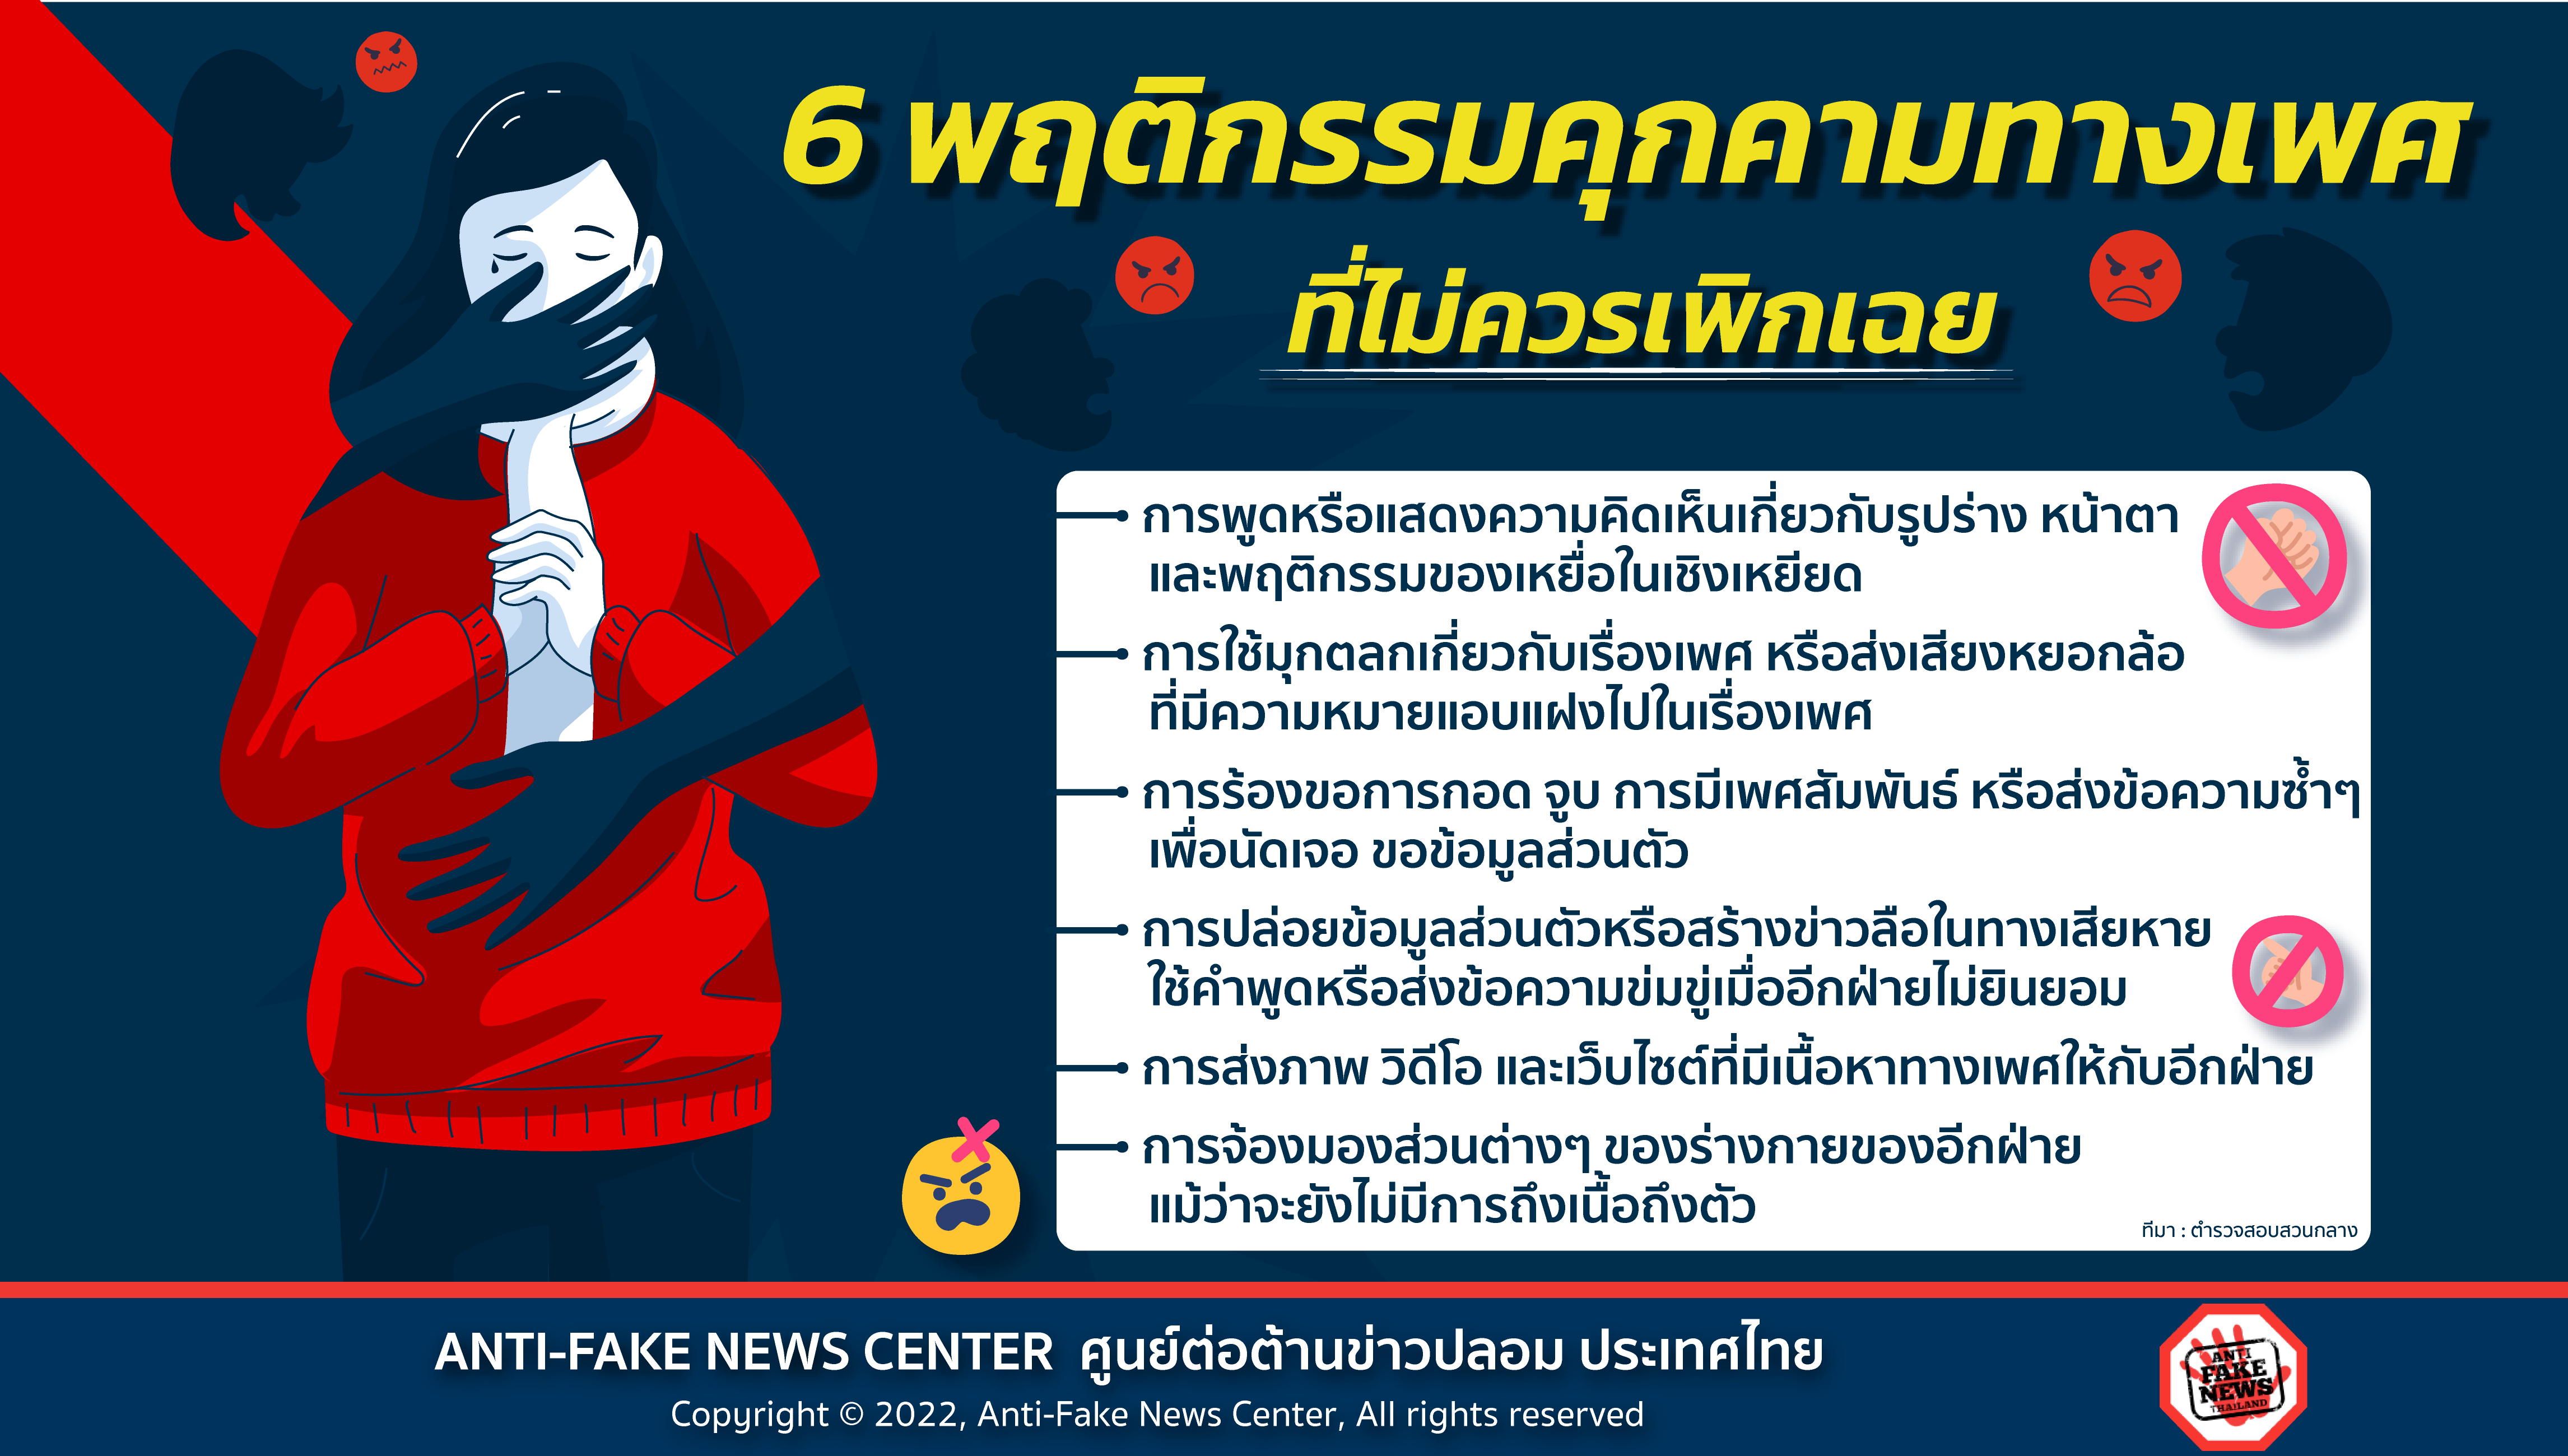 6 พฤติกรรมคุกคามทางเพศ
ที่ไม่ควรเพิกเฉย
การพูดหรือแสดงความคิดเห็นเกี่ยวกับรูปร่าง หน้าตา
และพฤติกรรมของเหยื่อในเชิงเหยียด
การใช้มุกตลกเกี่ยวกับเรื่องเพศ หรือส่งเสียงหยอกล้อ
ที่มีความหมายแอบแฝงไปในเรื่องเพศ
การร้องขอการกอด จูบ การมีเพศสัมพันธ์ หรือส่งข้อความซ้ำๆ
เพื่อนัดเจอ ขอข้อมูลส่วนตัว
การปล่อยข้อมูลส่วนตัวหรือสร้างข่าวลือในทางเสียหาย
ใช้คำพูดหรือส่งข้อความข่มขู่เมื่ออีกฝ่ายไม่ยินยอม
การส่งภาพ วิดีโอ และเว็บไซต์ที่มีเนื้อหาทางเพศให้กับอีกฝ่าย
การจ้องมองส่วนต่างๆ ของร่างกายของอีกฝ่าย
แม้ว่าจะยังไม่มีการถึงเนื้อถึงตัว
ที่มา : ตำรวจสอบสวนกลาง
ANTI-FAKE NEWS CENTER ศูนย์ต่อต้านข่าวปลอม ประเทศไทย
Copyright © 2022, Anti-Fake News Center, All rights reserved
ANTI
FAKE
NEWS
THAILAND